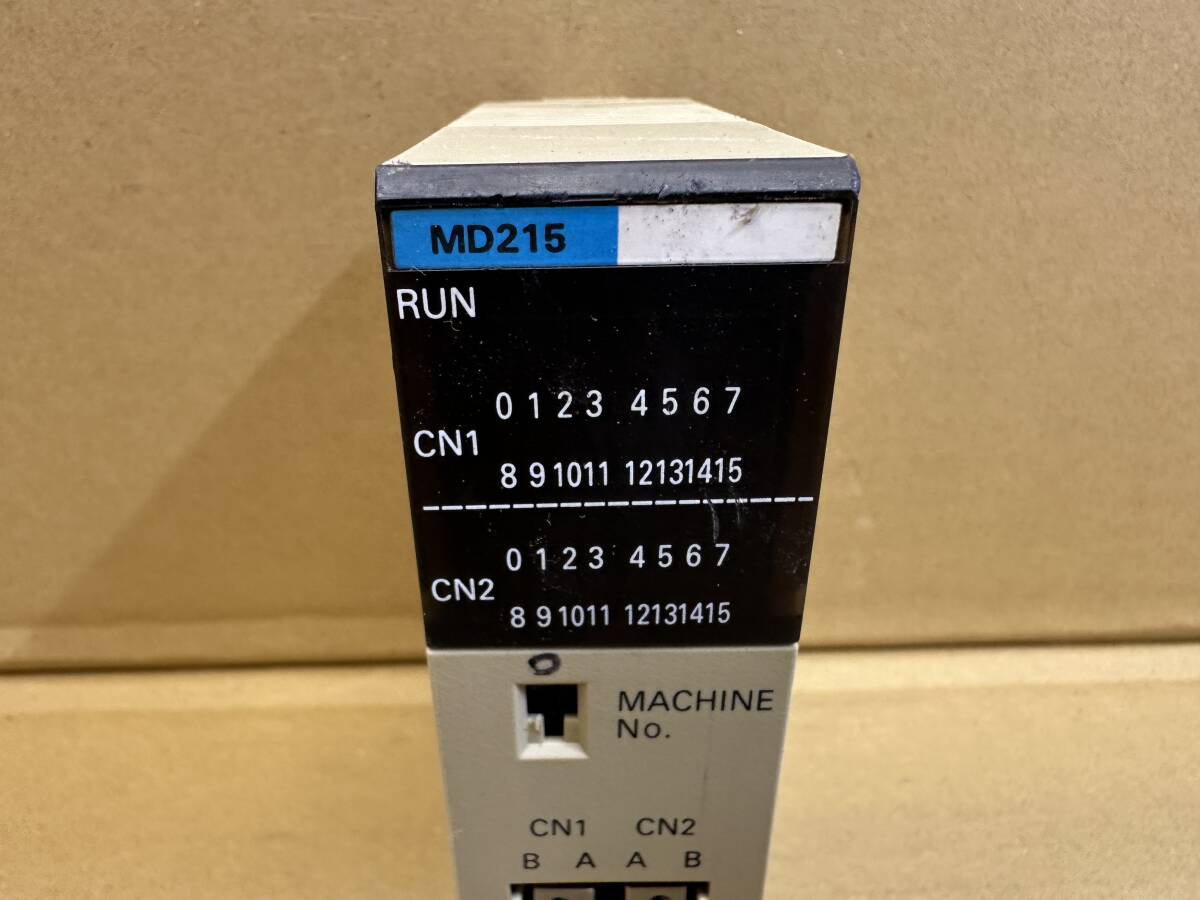 MD215
RUN
0 1 2 3 4 5 6 7
CN1
8 9 10 11 12 13 14 15
0 1 2 3 4 5 6 7
CN2
8 9 10 11 12 13 14 15
0
MACHINE
No.
CN1 CN2
B A A B